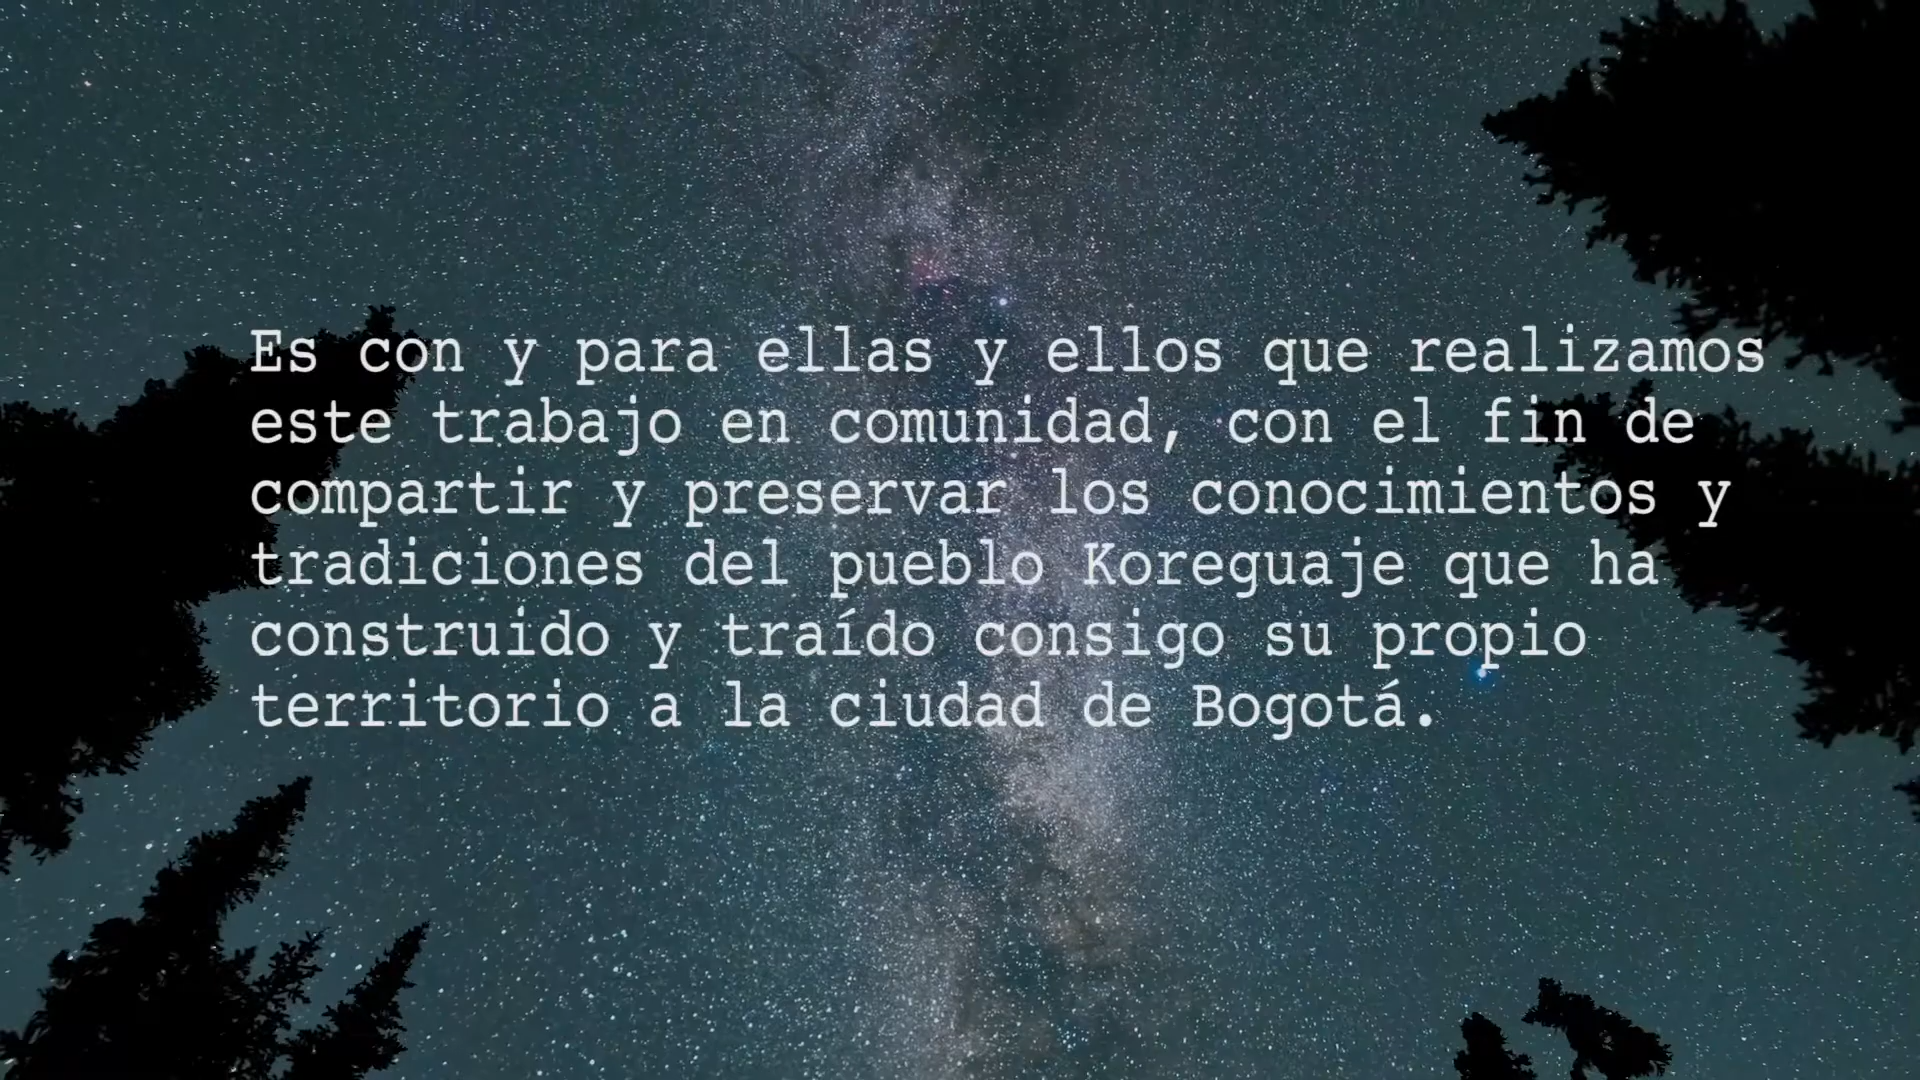 Es con y para ellas y ellos que realizamos
este trabajo en comunidad, con el fin de
compartir y preservar los conocimientos y
tradiciones del pueblo Koreguaje que ha
construido y traído consigo su propio
territorio a la ciudad de Bogotá.